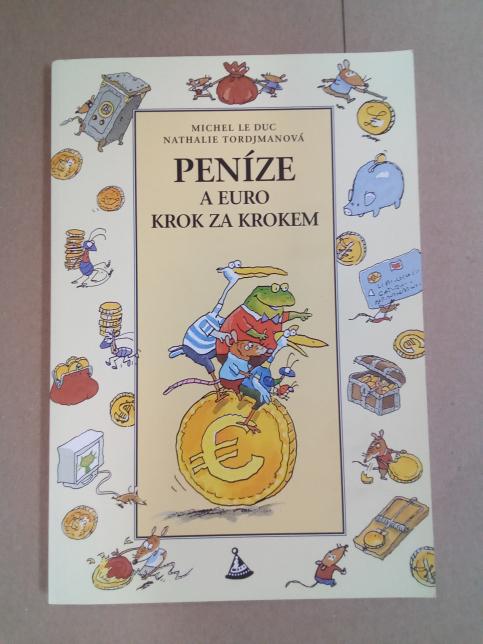 MICHEL LE DUC
NATHALIE TORDJMANOVÁ
PENÍZE
A EURO
KROK ZA KROKEM
€